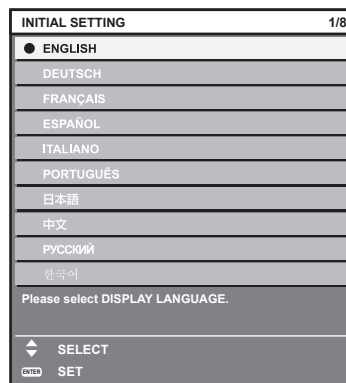 INITIAL SETTING 1/8
ENGLISH
DEUTSCH
FRANÇAIS
ESPAÑOL
ITALIANO
PORTUGUÊS
日本語
中文
РУССКИЙ
한국어
Please select DISPLAY LANGUAGE.
SELECT
ENTER SET